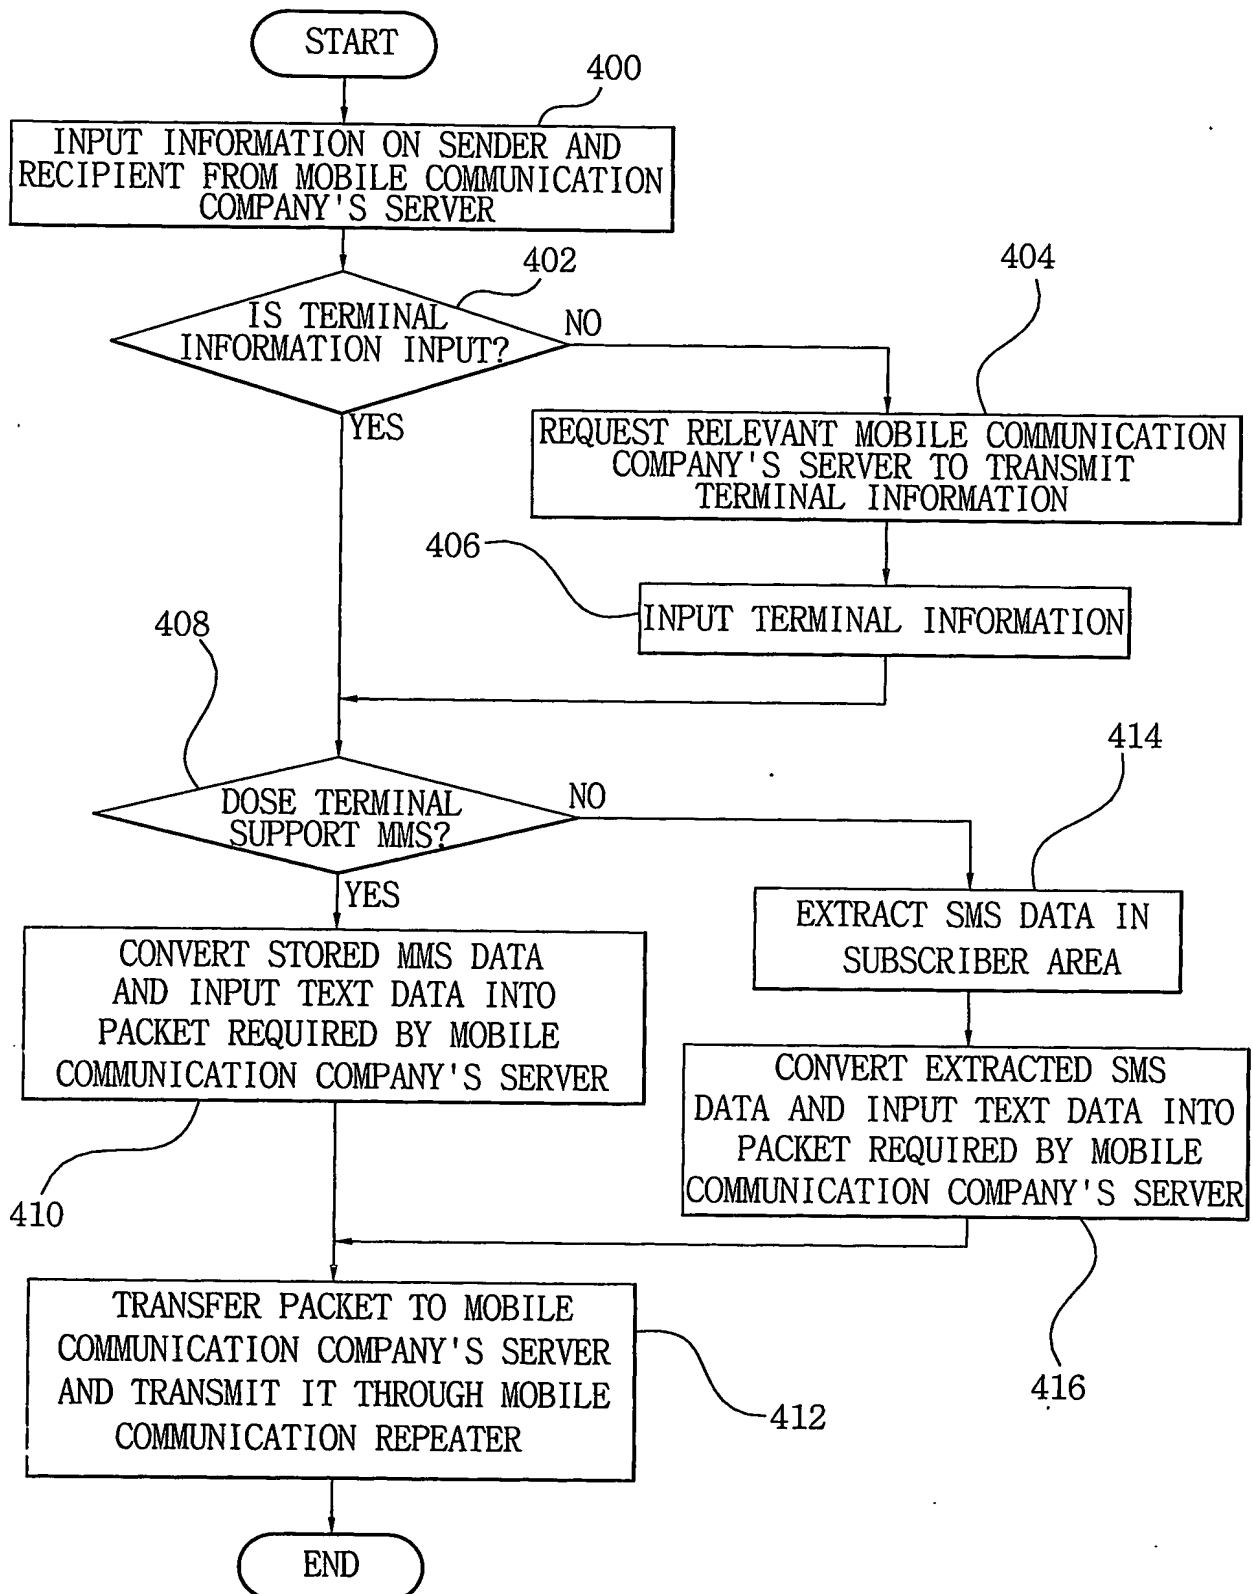 START
400
INPUT INFORMATION ON SENDER AND
RECIPIENT FROM MOBILE COMMUNICATION
COMPANY'S SERVER
402
IS TERMINAL
INFORMATION INPUT?
NO
YES
404
REQUEST RELEVANT MOBILE COMMUNICATION
COMPANY'S SERVER TO TRANSMIT
TERMINAL INFORMATION
406
INPUT TERMINAL INFORMATION
408
DOSE TERMINAL
SUPPORT MMS?
NO
YES
414
EXTRACT SMS DATA IN
SUBSCRIBER AREA
CONVERT STORED MMS DATA
AND INPUT TEXT DATA INTO
PACKET REQUIRED BY MOBILE
COMMUNICATION COMPANY'S SERVER
410
CONVERT EXTRACTED SMS
DATA AND INPUT TEXT DATA INTO
PACKET REQUIRED BY MOBILE
COMMUNICATION COMPANY'S SERVER
416
TRANSFER PACKET TO MOBILE
COMMUNICATION COMPANY'S SERVER
AND TRANSMIT IT THROUGH MOBILE
COMMUNICATION REPEATER
412
END